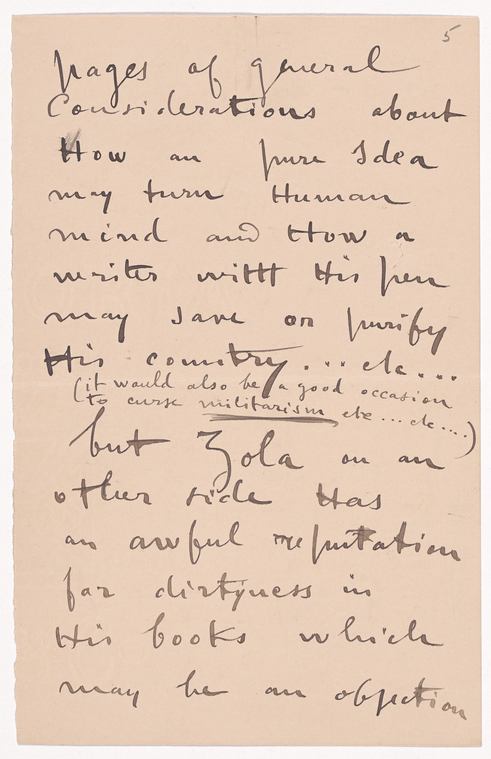 5
pages of general
Considerations about
How an pure Idea
may turn Human
mind and How a
writer witH His pen
may save or purify
His country... etc...
(it would also be a good occasion
to curse militarism etc... etc....)
but Zola on an
other side Has
an awful reputation
for dirtyness in
His books which
may be an objection